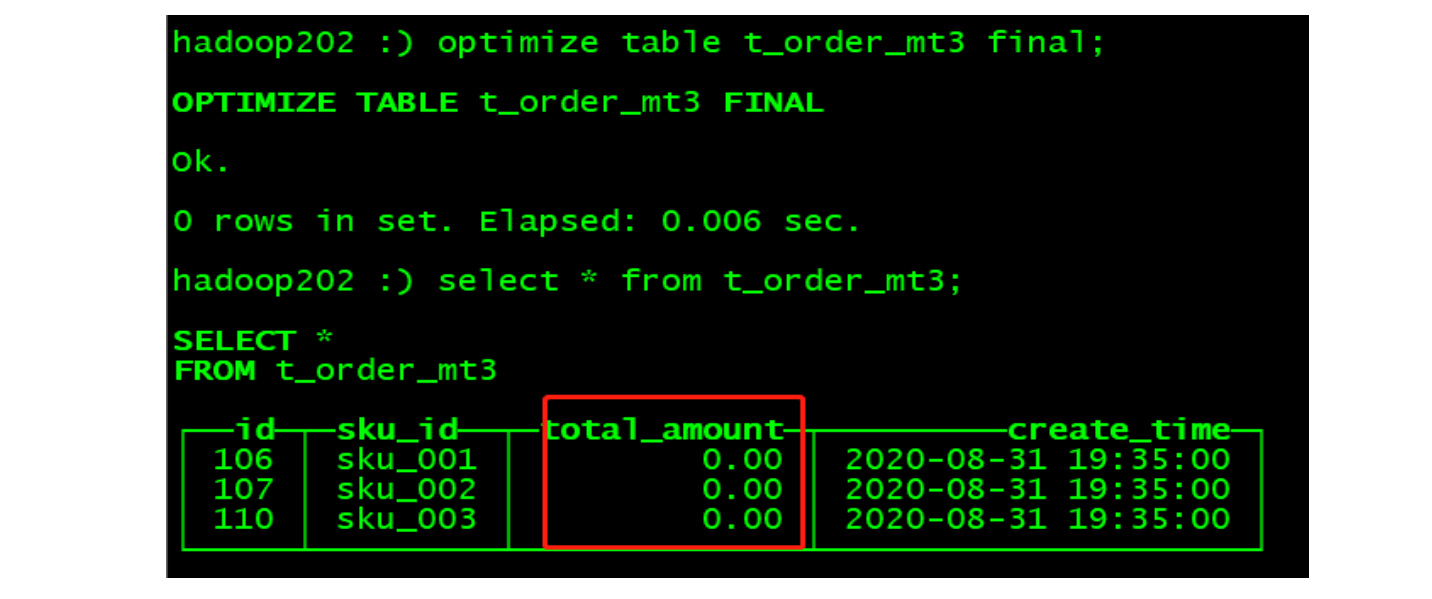 hadoop202 :) optimize table t_order_mt3 final;
OPTIMIZE TABLE t_order_mt3 FINAL
Ok.
0 rows in set. Elapsed: 0.006 sec.
hadoop202 :) select * from t_order_mt3;
SELECT *
FROM t_order_mt3
id sku_id total_amount create_time
106 sku_001 0.00 2020-08-31 19:35:00
107 sku_002 0.00 2020-08-31 19:35:00
110 sku_003 0.00 2020-08-31 19:35:00